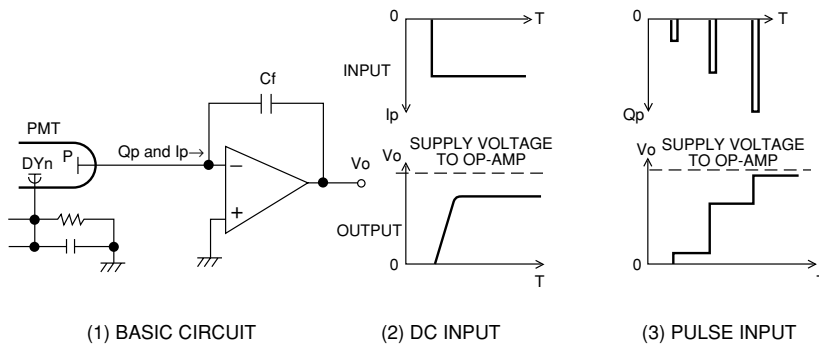 Cf
PMT
DYn
P
Qp and Ip→
−
+
Vo
(1) BASIC CIRCUIT
0
T
INPUT
Ip
SUPPLY VOLTAGE
TO OP-AMP
Vo
OUTPUT
0
T
(2) DC INPUT
0
T
Qp
SUPPLY VOLTAGE
TO OP-AMP
Vo
0
T
(3) PULSE INPUT